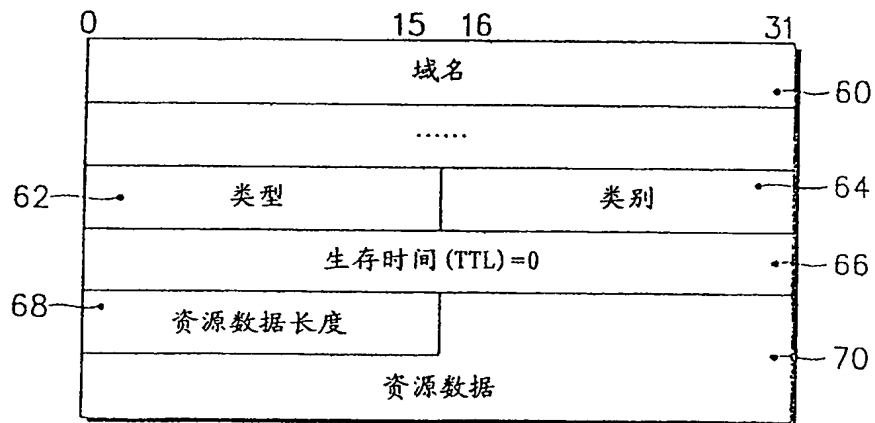 0 15 16 31
域名
60
……
62 类型 类别 64
生存时间(TTL)=0
66
68
资源数据长度
70
资源数据